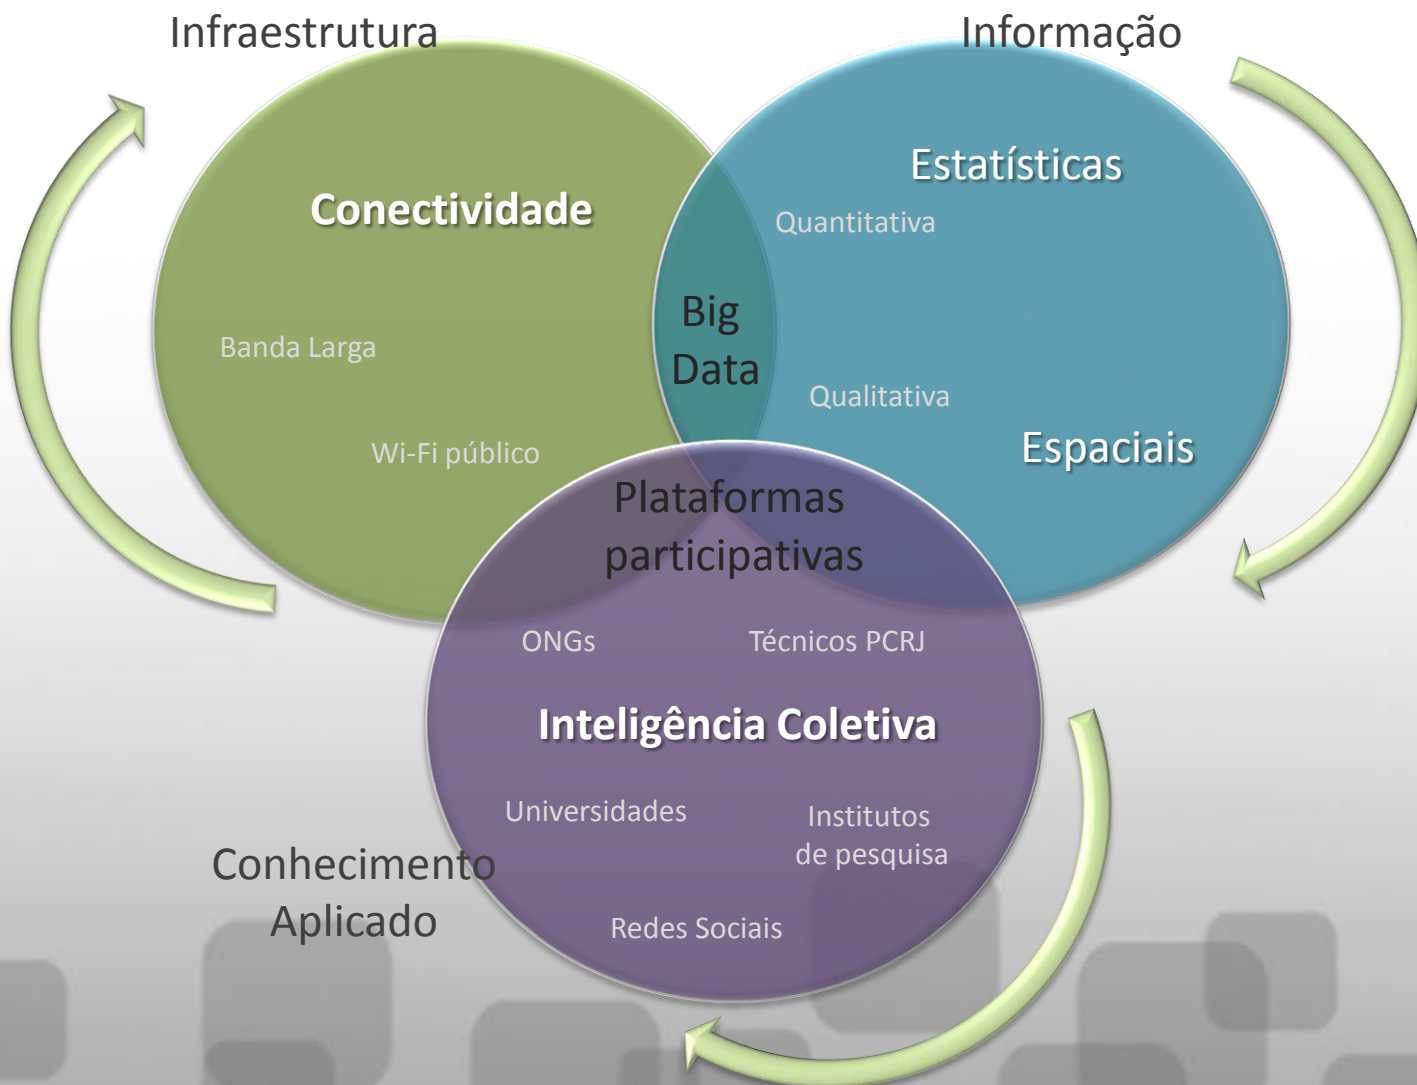 Infraestrutura
Informação
Conectividade
Banda Larga
Wi-Fi público
Big
Data
Estatísticas
Quantitativa
Qualitativa
Espaciais
Plataformas
participativas
ONGs
Técnicos PCRJ
Inteligência Coletiva
Universidades
Institutos
de pesquisa
Redes Sociais
Conhecimento
Aplicado